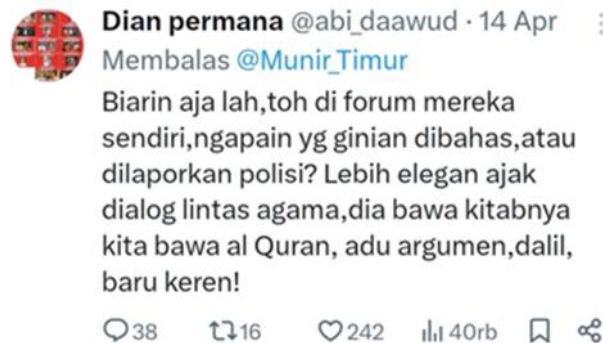 Dian permana @abi_daawud · 14 Apr
Membalas @Munir_Timur
Biarin aja lah,toh di forum mereka
sendiri,ngapain yg ginian dibahas,atau
dilaporkan polisi? Lebih elegan ajak
dialog lintas agama,dia bawa kitabnya
kita bawa al Quran, adu argumen,dalil,
baru keren!
38 16 242 40rb